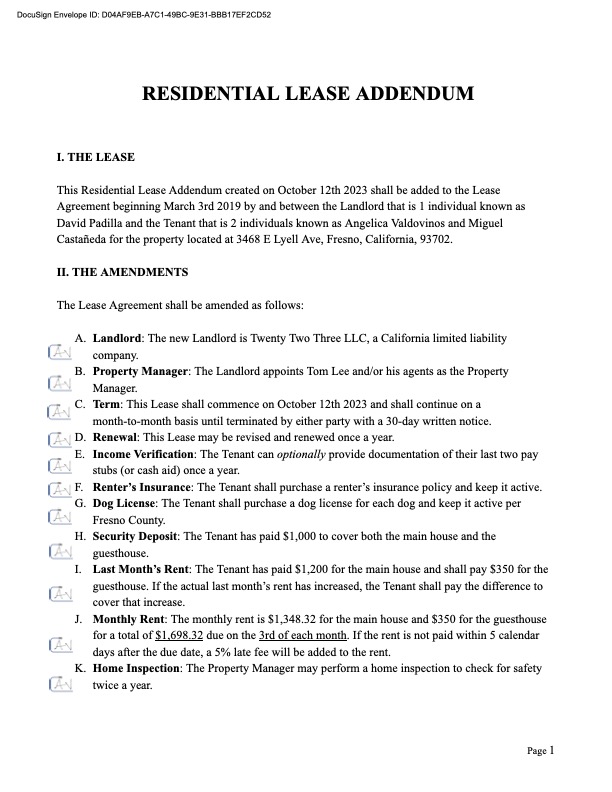 DocuSign Envelope ID: D04AF9EB-A7C1-49BC-9E31-BBB17EF2CD52
RESIDENTIAL LEASE ADDENDUM
I. THE LEASE
This Residential Lease Addendum created on October 12th 2023 shall be added to the Lease
Agreement beginning March 3rd 2019 by and between the Landlord that is 1 individual known as
David Padilla and the Tenant that is 2 individuals known as Angelica Valdovinos and Miguel
Castañeda for the property located at 3468 E Lyell Ave, Fresno, California, 93702.
II. THE AMENDMENTS
The Lease Agreement shall be amended as follows:
A. Landlord: The new Landlord is Twenty Two Three LLC, a California limited liability
company.
B. Property Manager: The Landlord appoints Tom Lee and/or his agents as the Property
Manager.
C. Term: This Lease shall commence on October 12th 2023 and shall continue on a
month-to-month basis until terminated by either party with a 30-day written notice.
D. Renewal: This Lease may be revised and renewed once a year.
E. Income Verification: The Tenant can optionally provide documentation of their last two pay
stubs (or cash aid) once a year.
F. Renter's Insurance: The Tenant shall purchase a renter's insurance policy and keep it active.
G. Dog License: The Tenant shall purchase a dog license for each dog and keep it active per
Fresno County.
H. Security Deposit: The Tenant has paid $1,000 to cover both the main house and the
guesthouse.
I. Last Month's Rent: The Tenant has paid $1,200 for the main house and shall pay $350 for the
guesthouse. If the actual last month's rent has increased, the Tenant shall pay the difference to
cover that increase.
J. Monthly Rent: The monthly rent is $1,348.32 for the main house and $350 for the guesthouse
for a total of $1,698.32 due on the 3rd of each month. If the rent is not paid within 5 calendar
days after the due date, a 5% late fee will be added to the rent.
K. Home Inspection: The Property Manager may perform a home inspection to check for safety
twice a year.
Page 1